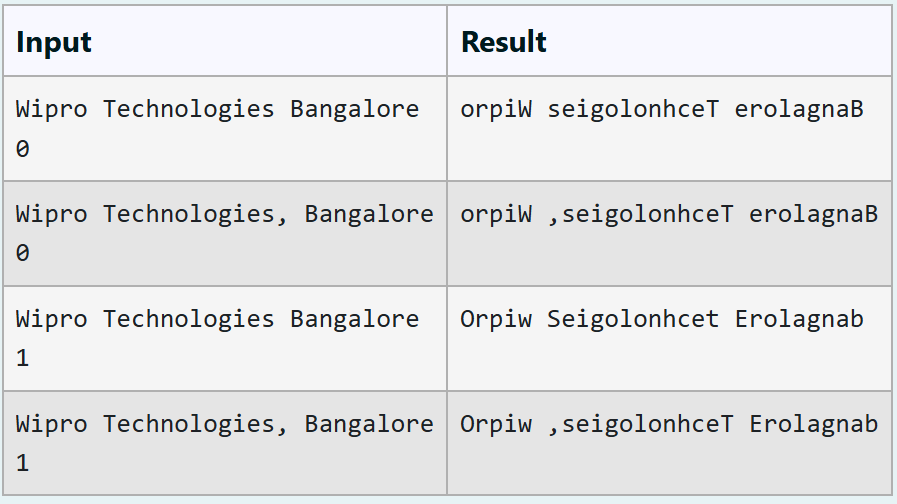 Input Result
Wipro Technologies Bangalore orpiW seigolonhceT erolagnaB
0
Wipro Technologies, Bangalore orpiW ,seigolonhceT erolagnaB
0
Wipro Technologies Bangalore Orpiw Seigolonhcet Erolagnab
1
Wipro Technologies, Bangalore Orpiw ,seigolonhceT Erolagnab
1